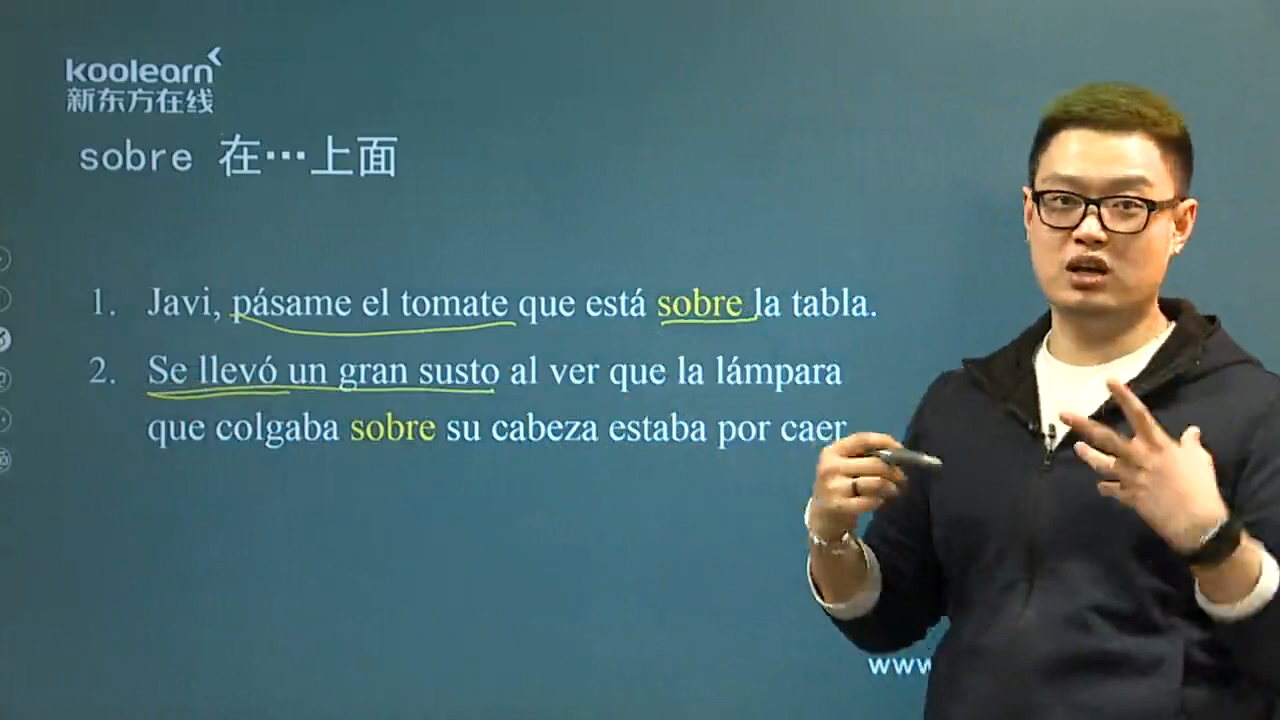 koolearn
新东方在线
sobre 在…上面
1. Javi, pásame el tomate que está sobre la tabla.
2. Se llevó un gran susto al ver que la lámpara
que colgaba sobre su cabeza estaba por caer
www